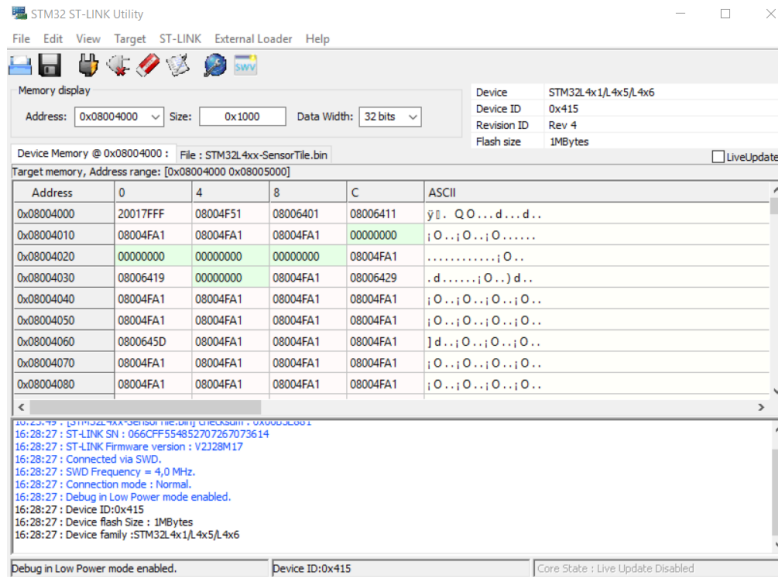 STM32 ST-LINK Utility
File Edit View Target ST-LINK External Loader Help
SWV
Memory display
Address: 0x08004000 Size: 0x1000 Data Width: 32 bits
Device STM32L4x1/L4x5/L4x6
Device ID 0x415
Revision ID Rev 4
Flash size 1MBytes
Device Memory @ 0x08004000 : File : STM32L4xx-SensorTile.bin LiveUpdate
Target memory, Address range: [0x08004000 0x08005000]
Address 0 4 8 C ASCII
0x08004000 20017FFF 08004F51 08006401 08006411 ÿ. QO...d...d..
0x08004010 08004FA1 08004FA1 08004FA1 00000000 ¡O..¡O..¡O......
0x08004020 00000000 00000000 00000000 08004FA1 ............¡O..
0x08004030 08006419 00000000 08004FA1 08006429 .d......¡O..)d..
0x08004040 08004FA1 08004FA1 08004FA1 08004FA1 ¡O..¡O..¡O..¡O..
0x08004050 08004FA1 08004FA1 08004FA1 08004FA1 ¡O..¡O..¡O..¡O..
0x08004060 0800645D 08004FA1 08004FA1 08004FA1 ]d..¡O..¡O..¡O..
0x08004070 08004FA1 08004FA1 08004FA1 08004FA1 ¡O..¡O..¡O..¡O..
0x08004080 08004FA1 08004FA1 08004FA1 08004FA1 ¡O..¡O..¡O..¡O..
16:28:27 : ST-LINK SN : 066CFF554852707267073614
16:28:27 : ST-LINK Firmware version : V2J28M17
16:28:27 : Connected via SWD.
16:28:27 : SWD Frequency = 4,0 MHz.
16:28:27 : Connection mode : Normal.
16:28:27 : Debug in Low Power mode enabled.
16:28:27 : Device ID:0x415
16:28:27 : Device flash Size : 1MBytes
16:28:27 : Device family :STM32L4x1/L4x5/L4x6
Debug in Low Power mode enabled. Device ID:0x415 Core State : Live Update Disabled